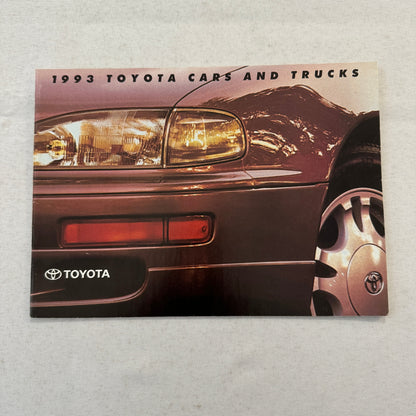 1993 TOYOTA CARS AND TRUCKS
TOYOTA